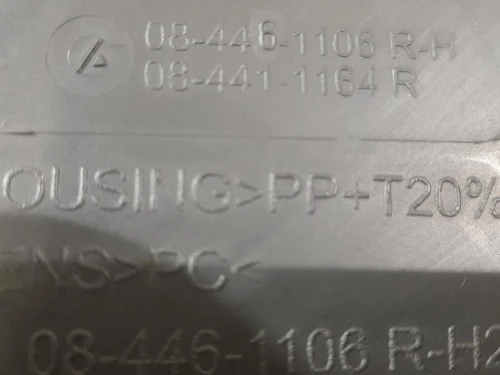 08-446-1106 R-H
08-441-1164 R
OUSING>PP+T20%
ENS>PC<
08-446-1106 R-H2